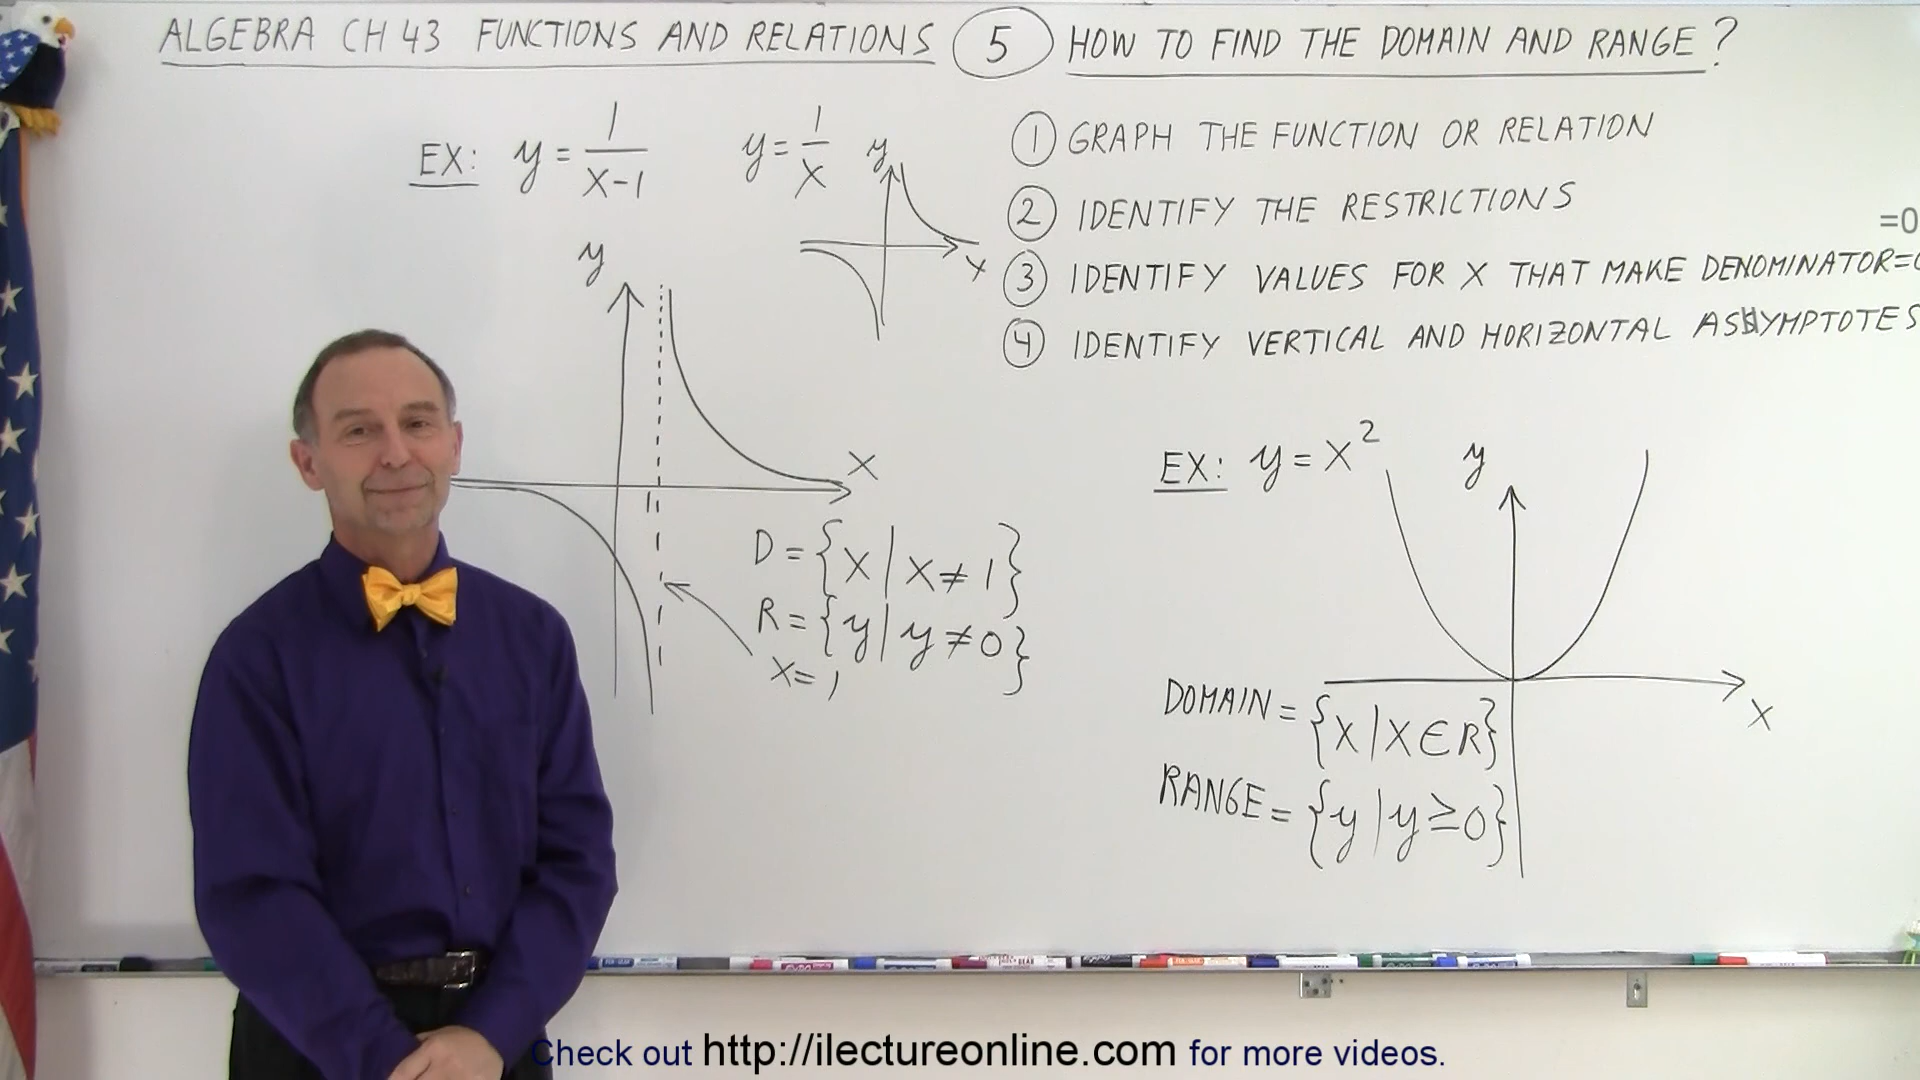 ALGEBRA CH 43 FUNCTIONS AND RELATIONS 5 HOW TO FIND THE DOMAIN AND RANGE?
EX: y = 1/(X-1)
y = 1/X
y
X
y
X
1
X=1
D = {X | X ≠ 1}
R = {y | y ≠ 0}
1 GRAPH THE FUNCTION OR RELATION
2 IDENTIFY THE RESTRICTIONS
=0
3 IDENTIFY VALUES FOR X THAT MAKE DENOMINATOR=0
4 IDENTIFY VERTICAL AND HORIZONTAL ASYMPTOTES
EX: y = X²
y
X
DOMAIN = {X | X ∈ R}
RANGE = {y | y ≥ 0}
Check out http://ilectureonline.com for more videos.